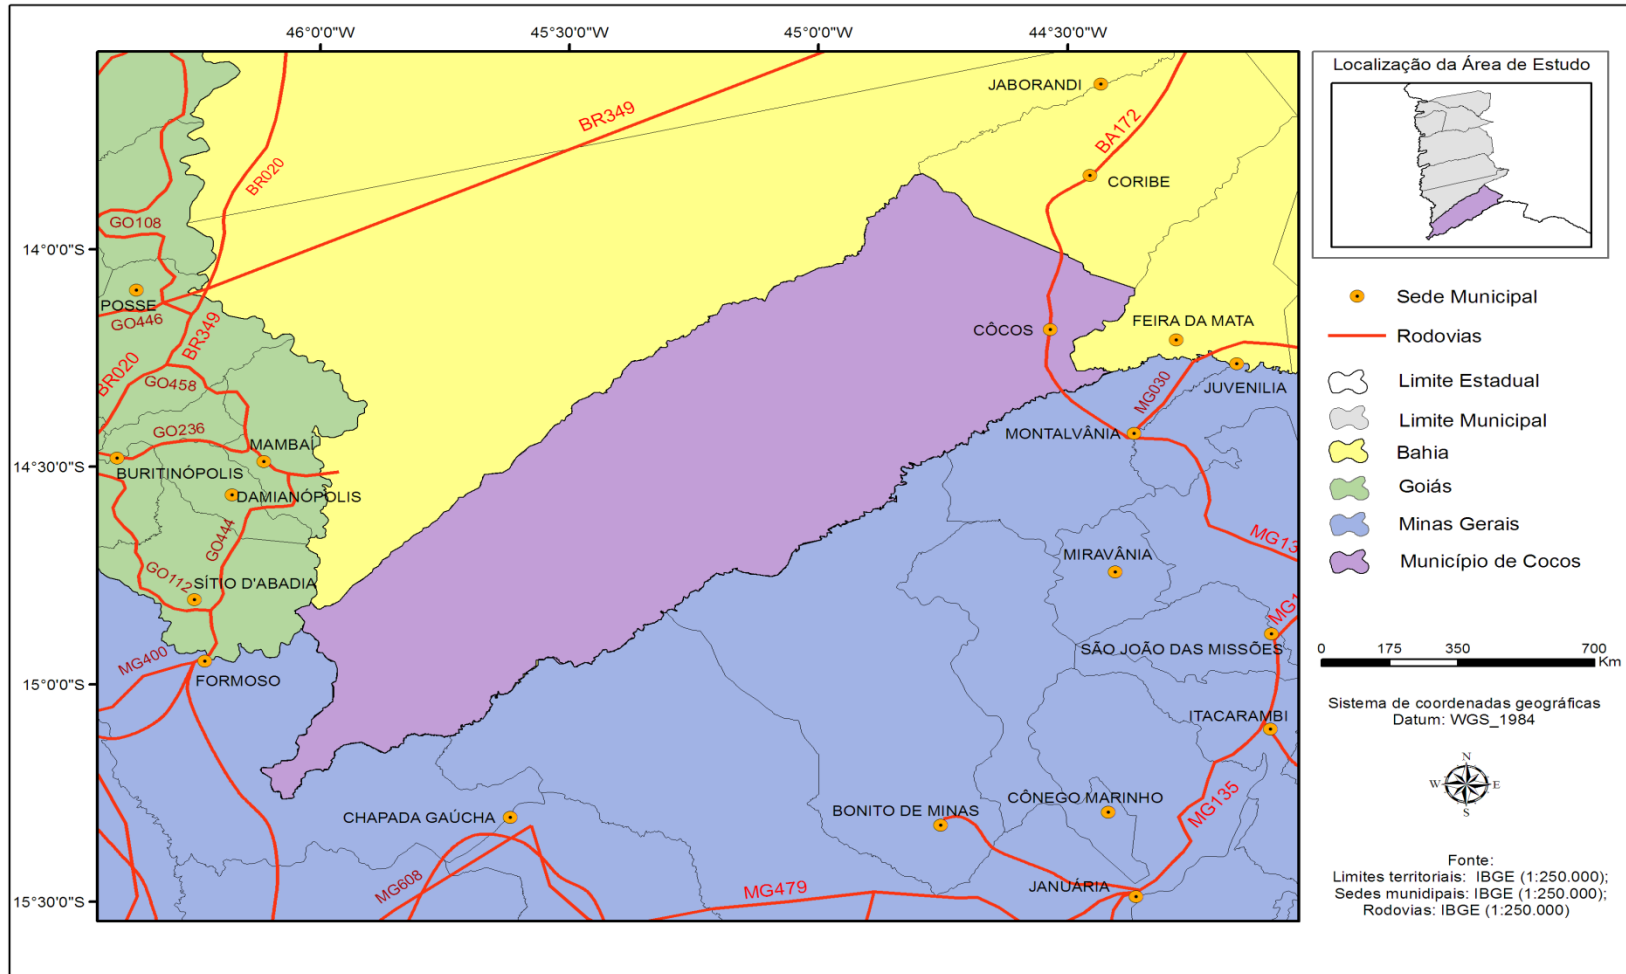 46°0'0"W
45°30'0"W
45°0'0"W
44°30'0"W
14°0'0"S
14°30'0"S
15°0'0"S
15°30'0"S
JABORANDI
BR349
BA172
BR020
CORIBE
GO108
POSSE
GO446
BR349
BR020
GO458
CÔCOS
FEIRA DA MATA
JUVENILIA
MG030
GO236
MAMBAÍ
MONTALVÂNIA
BURITINÓPOLIS
DAMIANÓPOLIS
GO444
MG13
MIRAVÂNIA
GO112
SÍTIO D'ABADIA
MG1
SÃO JOÃO DAS MISSÕES
MG400
FORMOSO
ITACARAMBI
CHAPADA GAÚCHA
BONITO DE MINAS
CÔNEGO MARINHO
MG135
MG608
MG479
JANUÁRIA
Localização da Área de Estudo
Sede Municipal
Rodovias
Limite Estadual
Limite Municipal
Bahia
Goiás
Minas Gerais
Município de Cocos
0 175 350 700
Km
Sistema de coordenadas geográficas
Datum: WGS_1984
N
W E
S
Fonte:
Limites territoriais: IBGE (1:250.000);
Sedes munidipais: IBGE (1:250.000);
Rodovias: IBGE (1:250.000)